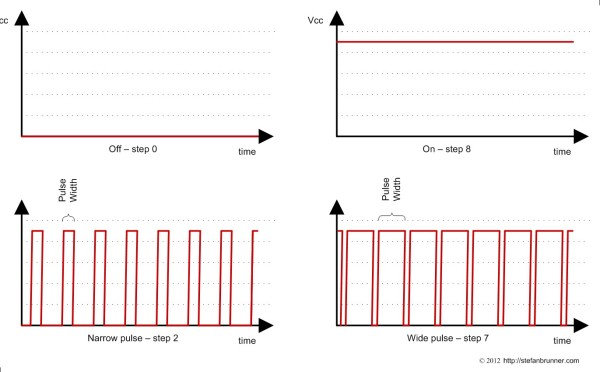 cc
Vcc
Off – step 0
time
On – step 8
time
Pulse
Width
Pulse
Width
Narrow pulse – step 2
time
Wide pulse – step 7
time
© 2012 http://stefanbrunner.com